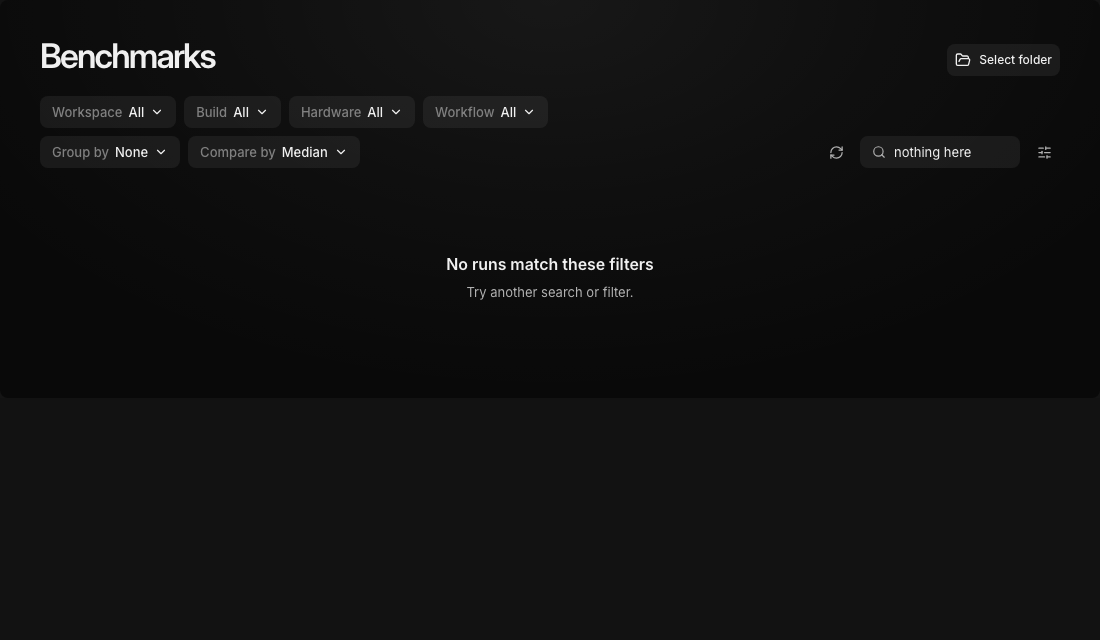 Benchmarks
Select folder
Workspace All
Build All
Hardware All
Workflow All
Group by None
Compare by Median
nothing here
No runs match these filters
Try another search or filter.